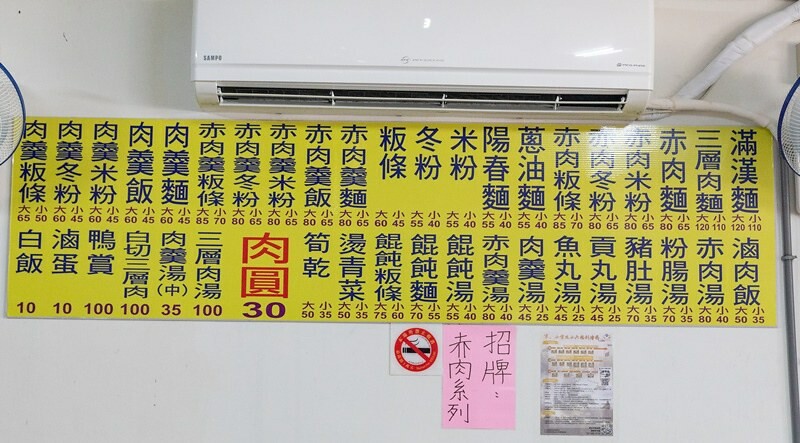 SAMPO
滿漢麵 大120 小110
三層肉麵 大120 小110
赤肉麵 大80 小65
赤肉米粉 大80 小65
赤肉冬粉 大80 小65
赤肉粄條 大85 小70
蔥油麵 大55 小40
陽春麵 大55 小40
米粉 大55 小40
冬粉 大55 小40
粄條 大60 小45
赤肉羹麵 大80 小65
赤肉羹飯 大80 小65
赤肉羹米粉 大80 小65
赤肉羹冬粉 大80 小65
赤肉羹粄條 大85 小70
肉羹麵 大60 小45
肉羹飯 大60 小45
肉羹米粉 大60 小45
肉羹冬粉 大60 小45
肉羹粄條 大65 小50
滷肉飯 大50 小35
赤肉湯 大80 小40
粉腸湯 大70 小35
豬肚湯 大70 小35
貢丸湯 大45 小25
魚丸湯 大45 小25
肉羹湯 大 小
赤肉羹湯 大80 小40
餛飩湯 大 小
餛飩麵 大 小55
餛飩粄條 大75 小60
燙青菜 大50 小35
筍乾 大50 小35
肉圓 30
三層肉湯 100
肉羹湯(中) 35
白切三層肉 100
鴨賞 100
滷蛋 10
白飯 10
招牌:
赤肉系列